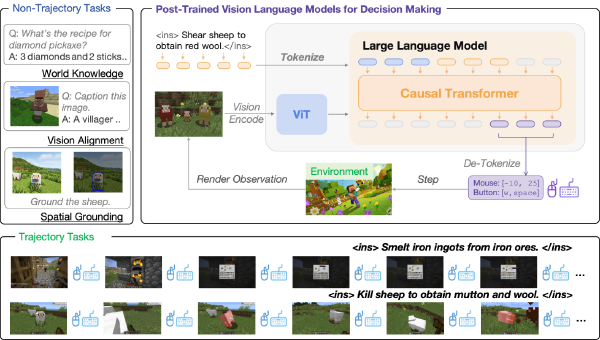 Non-Trajectory Tasks
Q: What's the recipe for
diamond pickaxe?
A: 3 diamonds and 2 sticks..
World Knowledge
Q: Caption this
image.
A: A villager ..
Vision Alignment
Ground the sheep.
Spatial Grounding
Post-Trained Vision Language Models for Decision Making
<ins> Shear sheep to
obtain red wool.</ins>
Tokenize
Large Language Model
Causal Transformer
Vision
Encode
ViT
De-Tokenize
Environment
Render Observation
Step
Mouse: [-10, 25]
Button: [w,space]
Trajectory Tasks
<ins> Smelt iron ingots from iron ores. </ins>
...
<ins> Kill sheep to obtain mutton and wool. </ins>
...